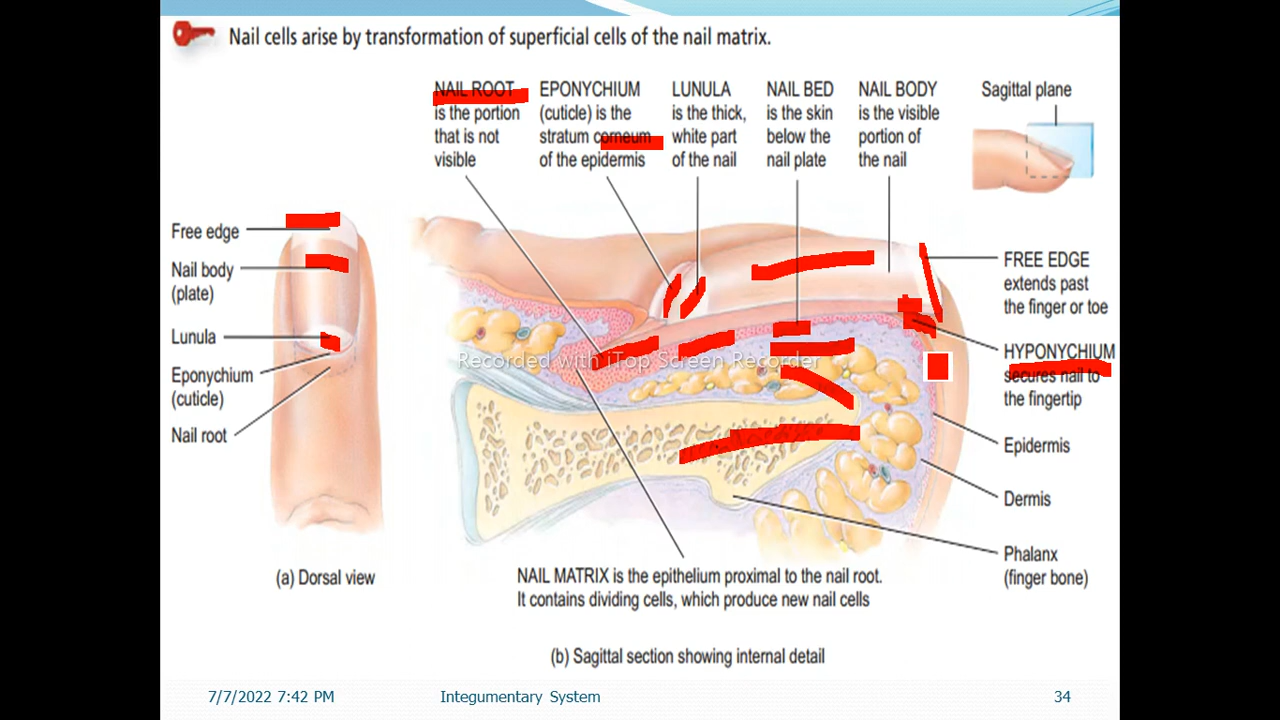 Nail cells arise by transformation of superficial cells of the nail matrix.
NAIL ROOT
is the portion
that is not
visible
EPONYCHIUM
(cuticle) is the
stratum corneum
of the epidermis
LUNULA
is the thick,
white part
of the nail
NAIL BED
is the skin
below the
nail plate
NAIL BODY
is the visible
portion of
the nail
Sagittal plane
Free edge
Nail body
(plate)
Lunula
Eponychium
(cuticle)
Nail root
FREE EDGE
extends past
the finger or toe
HYPONYCHIUM
secures nail to
the fingertip
Epidermis
Dermis
Phalanx
(finger bone)
Recorded with iTop Screen Recorder
(a) Dorsal view
NAIL MATRIX is the epithelium proximal to the nail root.
It contains dividing cells, which produce new nail cells
(b) Sagittal section showing internal detail
7/7/2022 7:42 PM
Integumentary System
34